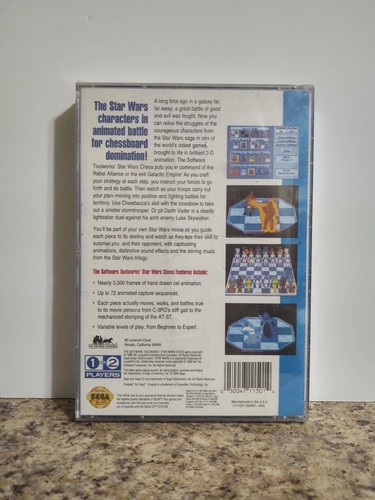 The Star Wars
characters in
animated battle
for chessboard
domination!
A long time ago in a galaxy far,
far away, a great battle of good
and evil was fought. Now you
can relive the struggles of the
courageous characters from
the Star Wars saga in one of
the world's oldest games,
brought to life in brilliant 3-D
animation. The Software
Toolworks' Star Wars Chess puts you in command of the
Rebel Alliance or the evil Galactic Empire! As you craft
your strategy at each step, you instruct your forces to go
forth and do battle. Then watch as your troops carry out
your plan–moving into position and fighting battles for
territory. Use Chewbacca's skill with the crossbow to take
out a sinister stormtrooper. Or pit Darth Vader in a deadly
lightsaber duel against his arch enemy Luke Skywalker.
You'll be part of your own Star Wars movie as you guide
each piece to its destiny and watch as they use their skill to
surprise you, and their opponent, with captivating
animations, distinctive sound effects and the stirring music
from the Star Wars trilogy.
The Software Toolworks' Star Wars Chess Features Include:
• Nearly 5,000 frames of hand drawn cel animation
• Up to 72 animated capture sequences.
• Each piece actually moves, walks, and battles true
to its movie persona from C-3PO's stiff gait to the
mechanized stomping of the AT-ST.
• Variable levels of play, from Beginner to Expert.
60 Leveroni Court
Novato, California 94949
1 OR 2
PLAYERS
SEGA
Manufactured in the U.S.A.